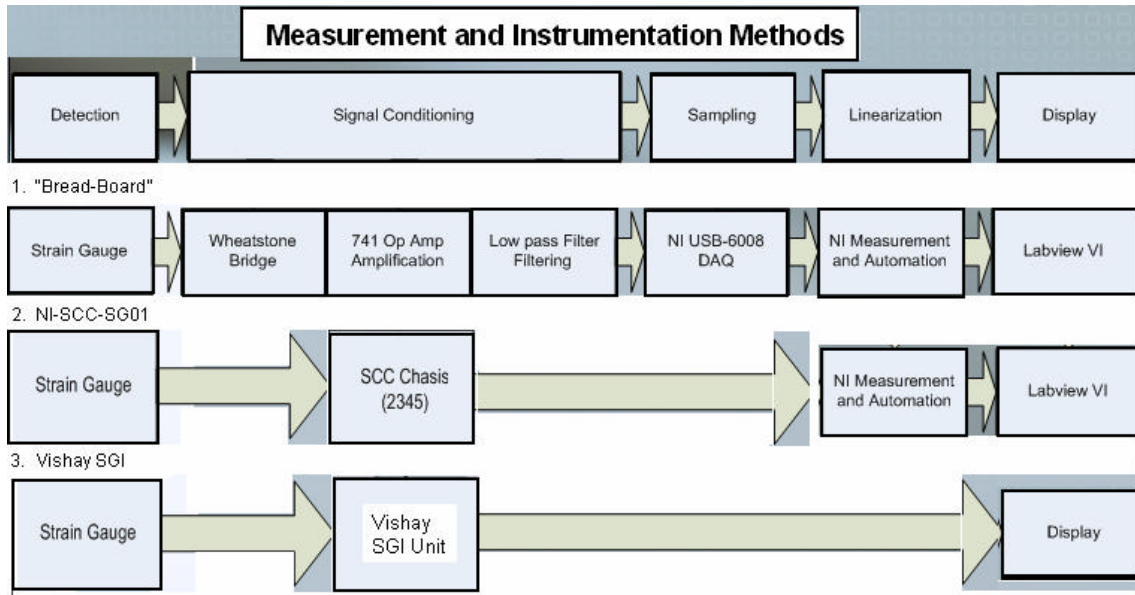 Measurement and Instrumentation Methods
Detection
Signal Conditioning
Sampling
Linearization
Display
1. "Bread-Board"
Strain Gauge
Wheatstone
Bridge
741 Op Amp
Amplification
Low pass Filter
Filtering
NI USB-6008
DAQ
NI Measurement
and Automation
Labview VI
2. NI-SCC-SG01
Strain Gauge
SCC Chasis
(2345)
NI Measurement
and Automation
Labview VI
3. Vishay SGI
Strain Gauge
Vishay
SGI Unit
Display